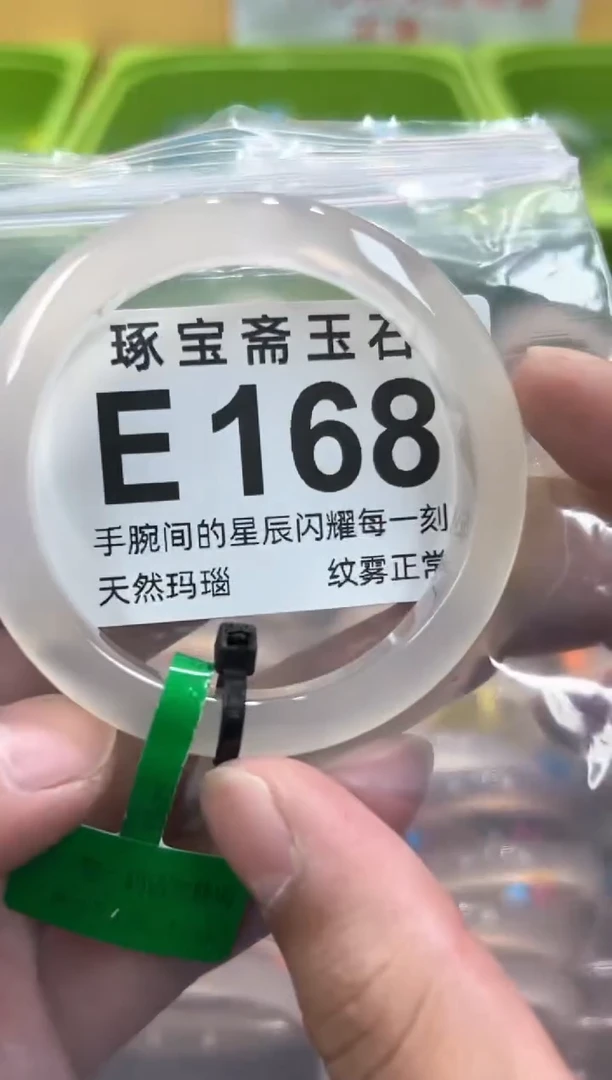 琢宝斋玉石
E168
手腕间的星辰闪耀每一刻
天然玛瑙 纹雾正常